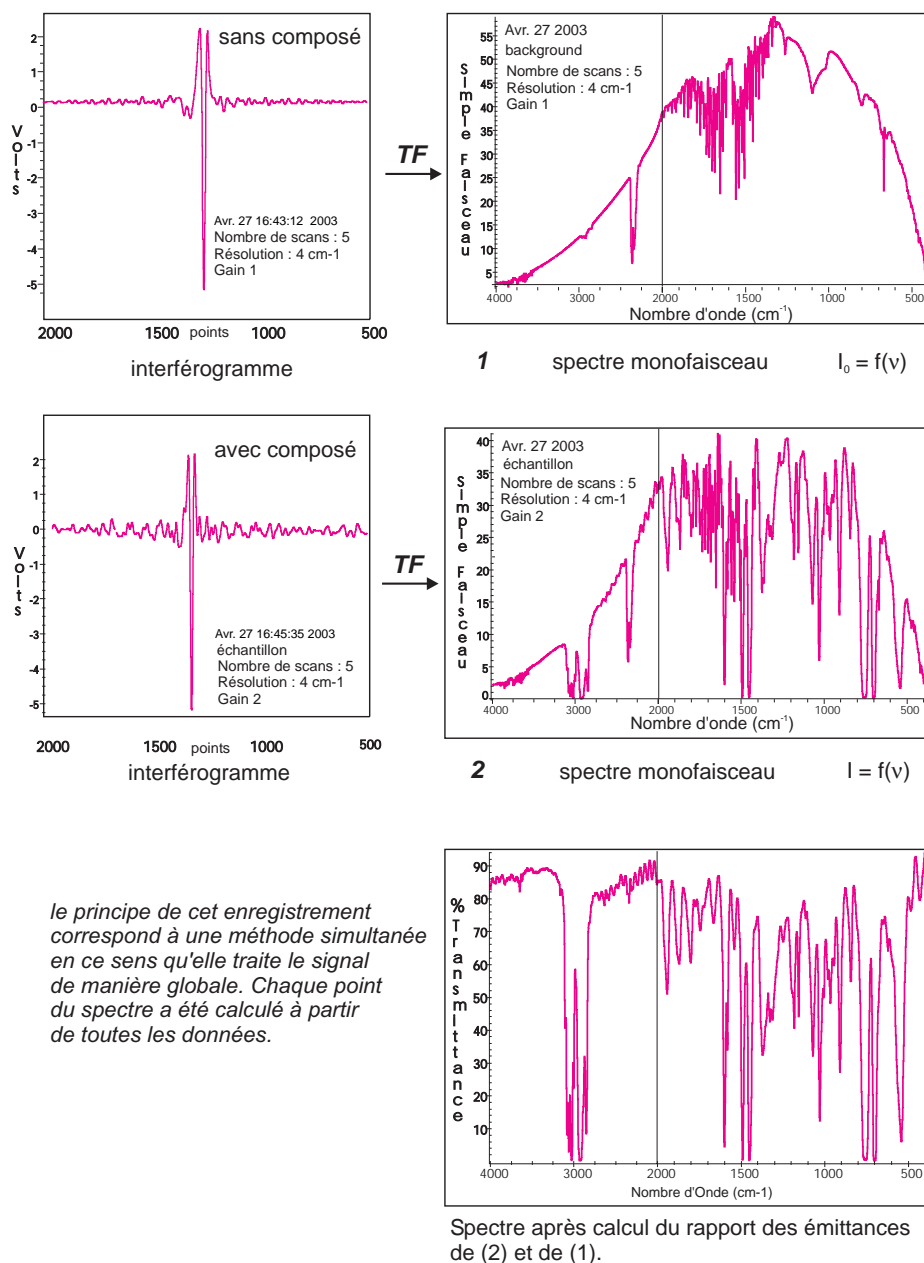 sans composé
2
1
0
-1
-2
-3
-4
-5
Volts
Avr. 27 16:43:12 2003
Nombre de scans : 5
Résolution : 4 cm-1
Gain 1
2000 1500 points 1000 500
interférogramme
TF
Avr. 27 2003
background
Nombre de scans : 5
Résolution : 4 cm-1
Gain 1
55
50
45
40
35
30
25
20
15
10
5
Simple Faisceau
4000 3000 2000 1000 500
Nombre d'onde (cm-1)
1 spectre monofaisceau I₀ = f(ν)
avec composé
2
1
0
-1
-2
-3
-4
-5
Volts
Avr. 27 16:45:35 2003
échantillon
Nombre de scans : 5
Résolution : 4 cm-1
Gain 2
2000 1500 points 1000 500
interférogramme
TF
Avr. 27 2003
échantillon
Nombre de scans : 5
Résolution : 4 cm-1
Gain 2
40
35
30
25
20
15
10
5
0
Simple Faisceau
4000 3000 2000 1000 500
Nombre d'onde (cm-1)
2 spectre monofaisceau I = f(ν)
le principe de cet enregistrement
correspond à une méthode simultanée
en ce sens qu'elle traite le signal
de manière globale. Chaque point
du spectre a été calculé à partir
de toutes les données.
90
80
70
60
50
40
30
20
10
% Transmittance
4000 3000 2000 1000 500
Nombre d'Onde (cm-1)
Spectre après calcul du rapport des émittances
de (2) et de (1).